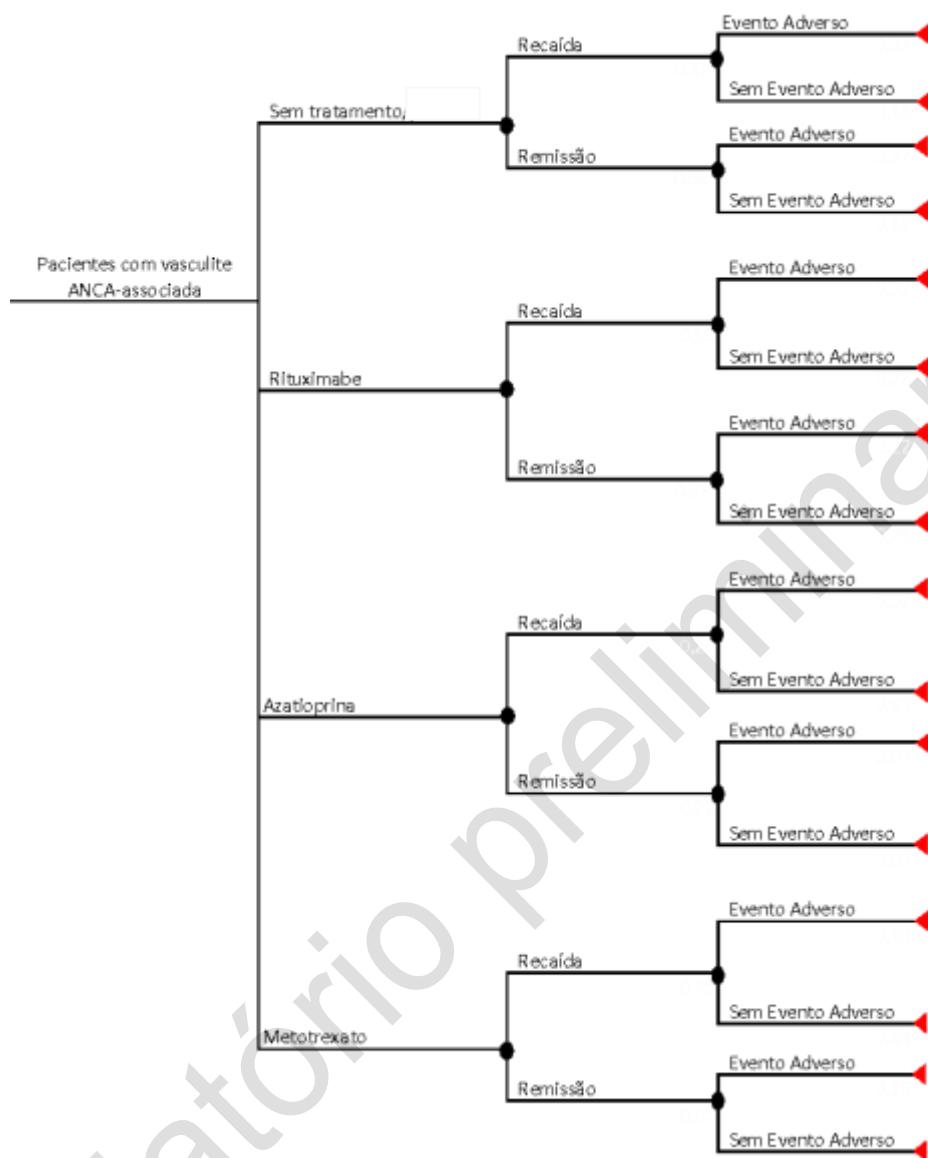 Evento Adverso
Recaída
Sem Evento Adverso
Sem tratamento/
Evento Adverso
Remissão
Sem Evento Adverso
Pacientes com vasculite
ANCA-associada
Evento Adverso
Recaída
Sem Evento Adverso
Rituximabe
Evento Adverso
Remissão
Sem Evento Adverso
Evento Adverso
Recaída
Sem Evento Adverso
Azatioprina
Evento Adverso
Remissão
Sem Evento Adverso
Evento Adverso
Recaída
Sem Evento Adverso
Metotrexato
Evento Adverso
Remissão
Sem Evento Adverso
atório preliminar